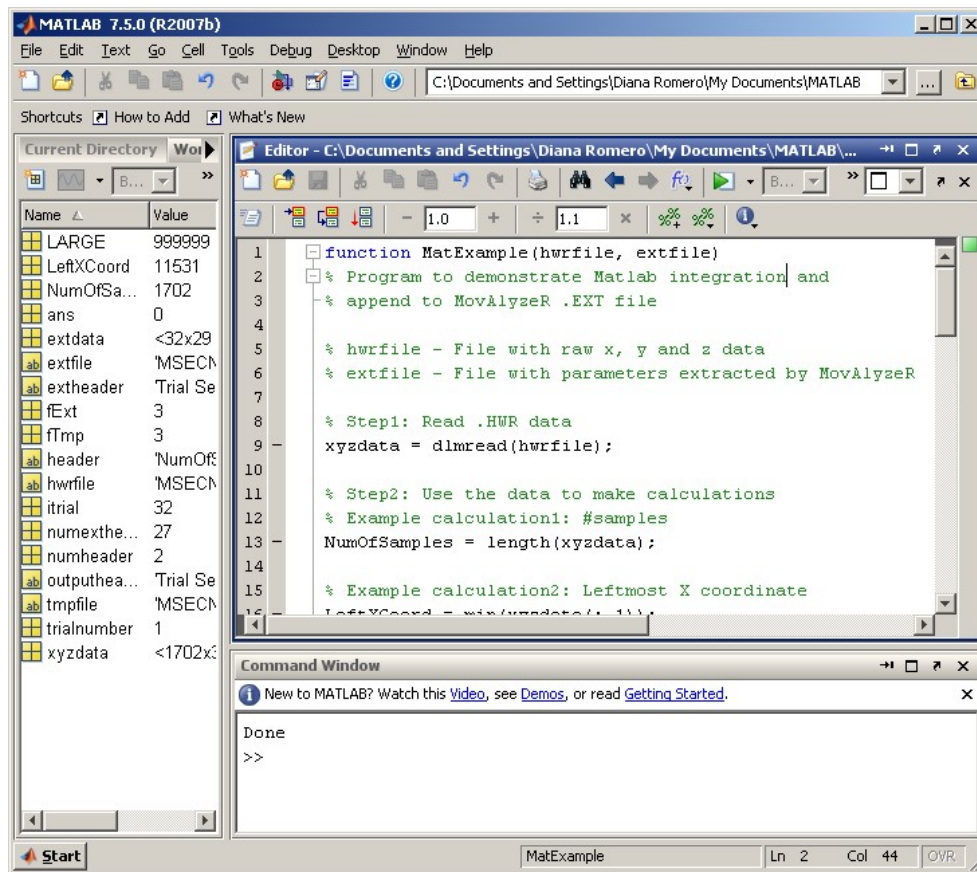 MATLAB 7.5.0 (R2007b)
File Edit Text Go Cell Tools Debug Desktop Window Help
C:\Documents and Settings\Diana Romero\My Documents\MATLAB ...
Shortcuts How to Add What's New
Current Directory Wor
B...
Name Value
LARGE 999999
LeftXCoord 11531
NumOfSa... 1702
ans 0
extdata <32x29
extfile 'MSECN
extheader 'Trial Se
fExt 3
fTmp 3
header 'NumOfS
hwrfile 'MSECN
itrial 32
numexthe... 27
numheader 2
outputhea... 'Trial Se
tmpfile 'MSECN
trialnumber 1
xyzdata <1702x3
Editor - C:\Documents and Settings\Diana Romero\My Documents\MATLAB\...
B...
- 1.0 + ÷ 1.1 ×
1 function MatExample(hwrfile, extfile)
2 % Program to demonstrate Matlab integration and
3 % append to MovAlyzeR .EXT file
4
5 % hwrfile - File with raw x, y and z data
6 % extfile - File with parameters extracted by MovAlyzeR
7
8 % Step1: Read .HWR data
9 - xyzdata = dlmread(hwrfile);
10
11 % Step2: Use the data to make calculations
12 % Example calculation1: #samples
13 - NumOfSamples = length(xyzdata);
14
15 % Example calculation2: Leftmost X coordinate
16 - LeftXCoord = min(xyzdata(:,1));
Command Window
New to MATLAB? Watch this Video, see Demos, or read Getting Started.
Done
>>
Start
MatExample Ln 2 Col 44 OVR